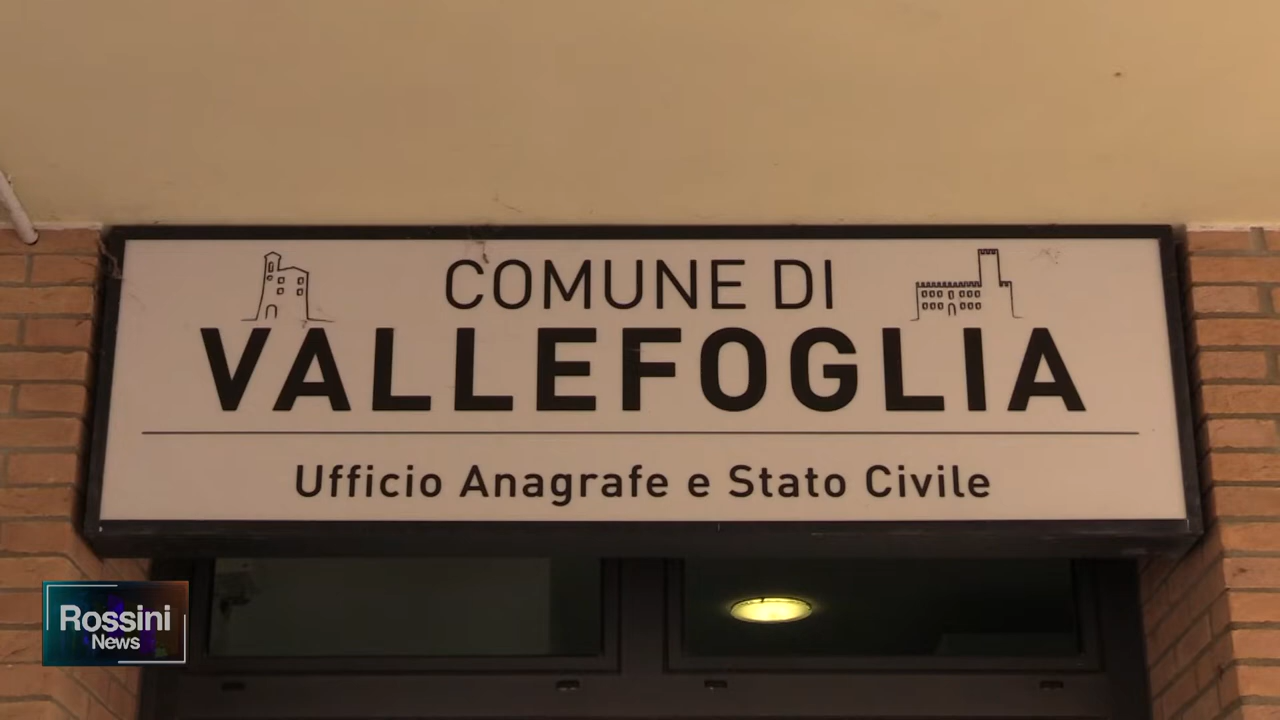 COMUNE DI
VALLEFOGLIA
Ufficio Anagrafe e Stato Civile
Rossini
News